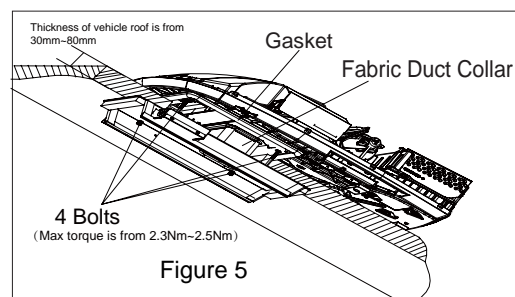 Thickness of vehicle roof is from
30mm~80mm
Gasket
Fabric Duct Collar
4 Bolts
（Max torque is from 2.3Nm~2.5Nm）
Figure 5